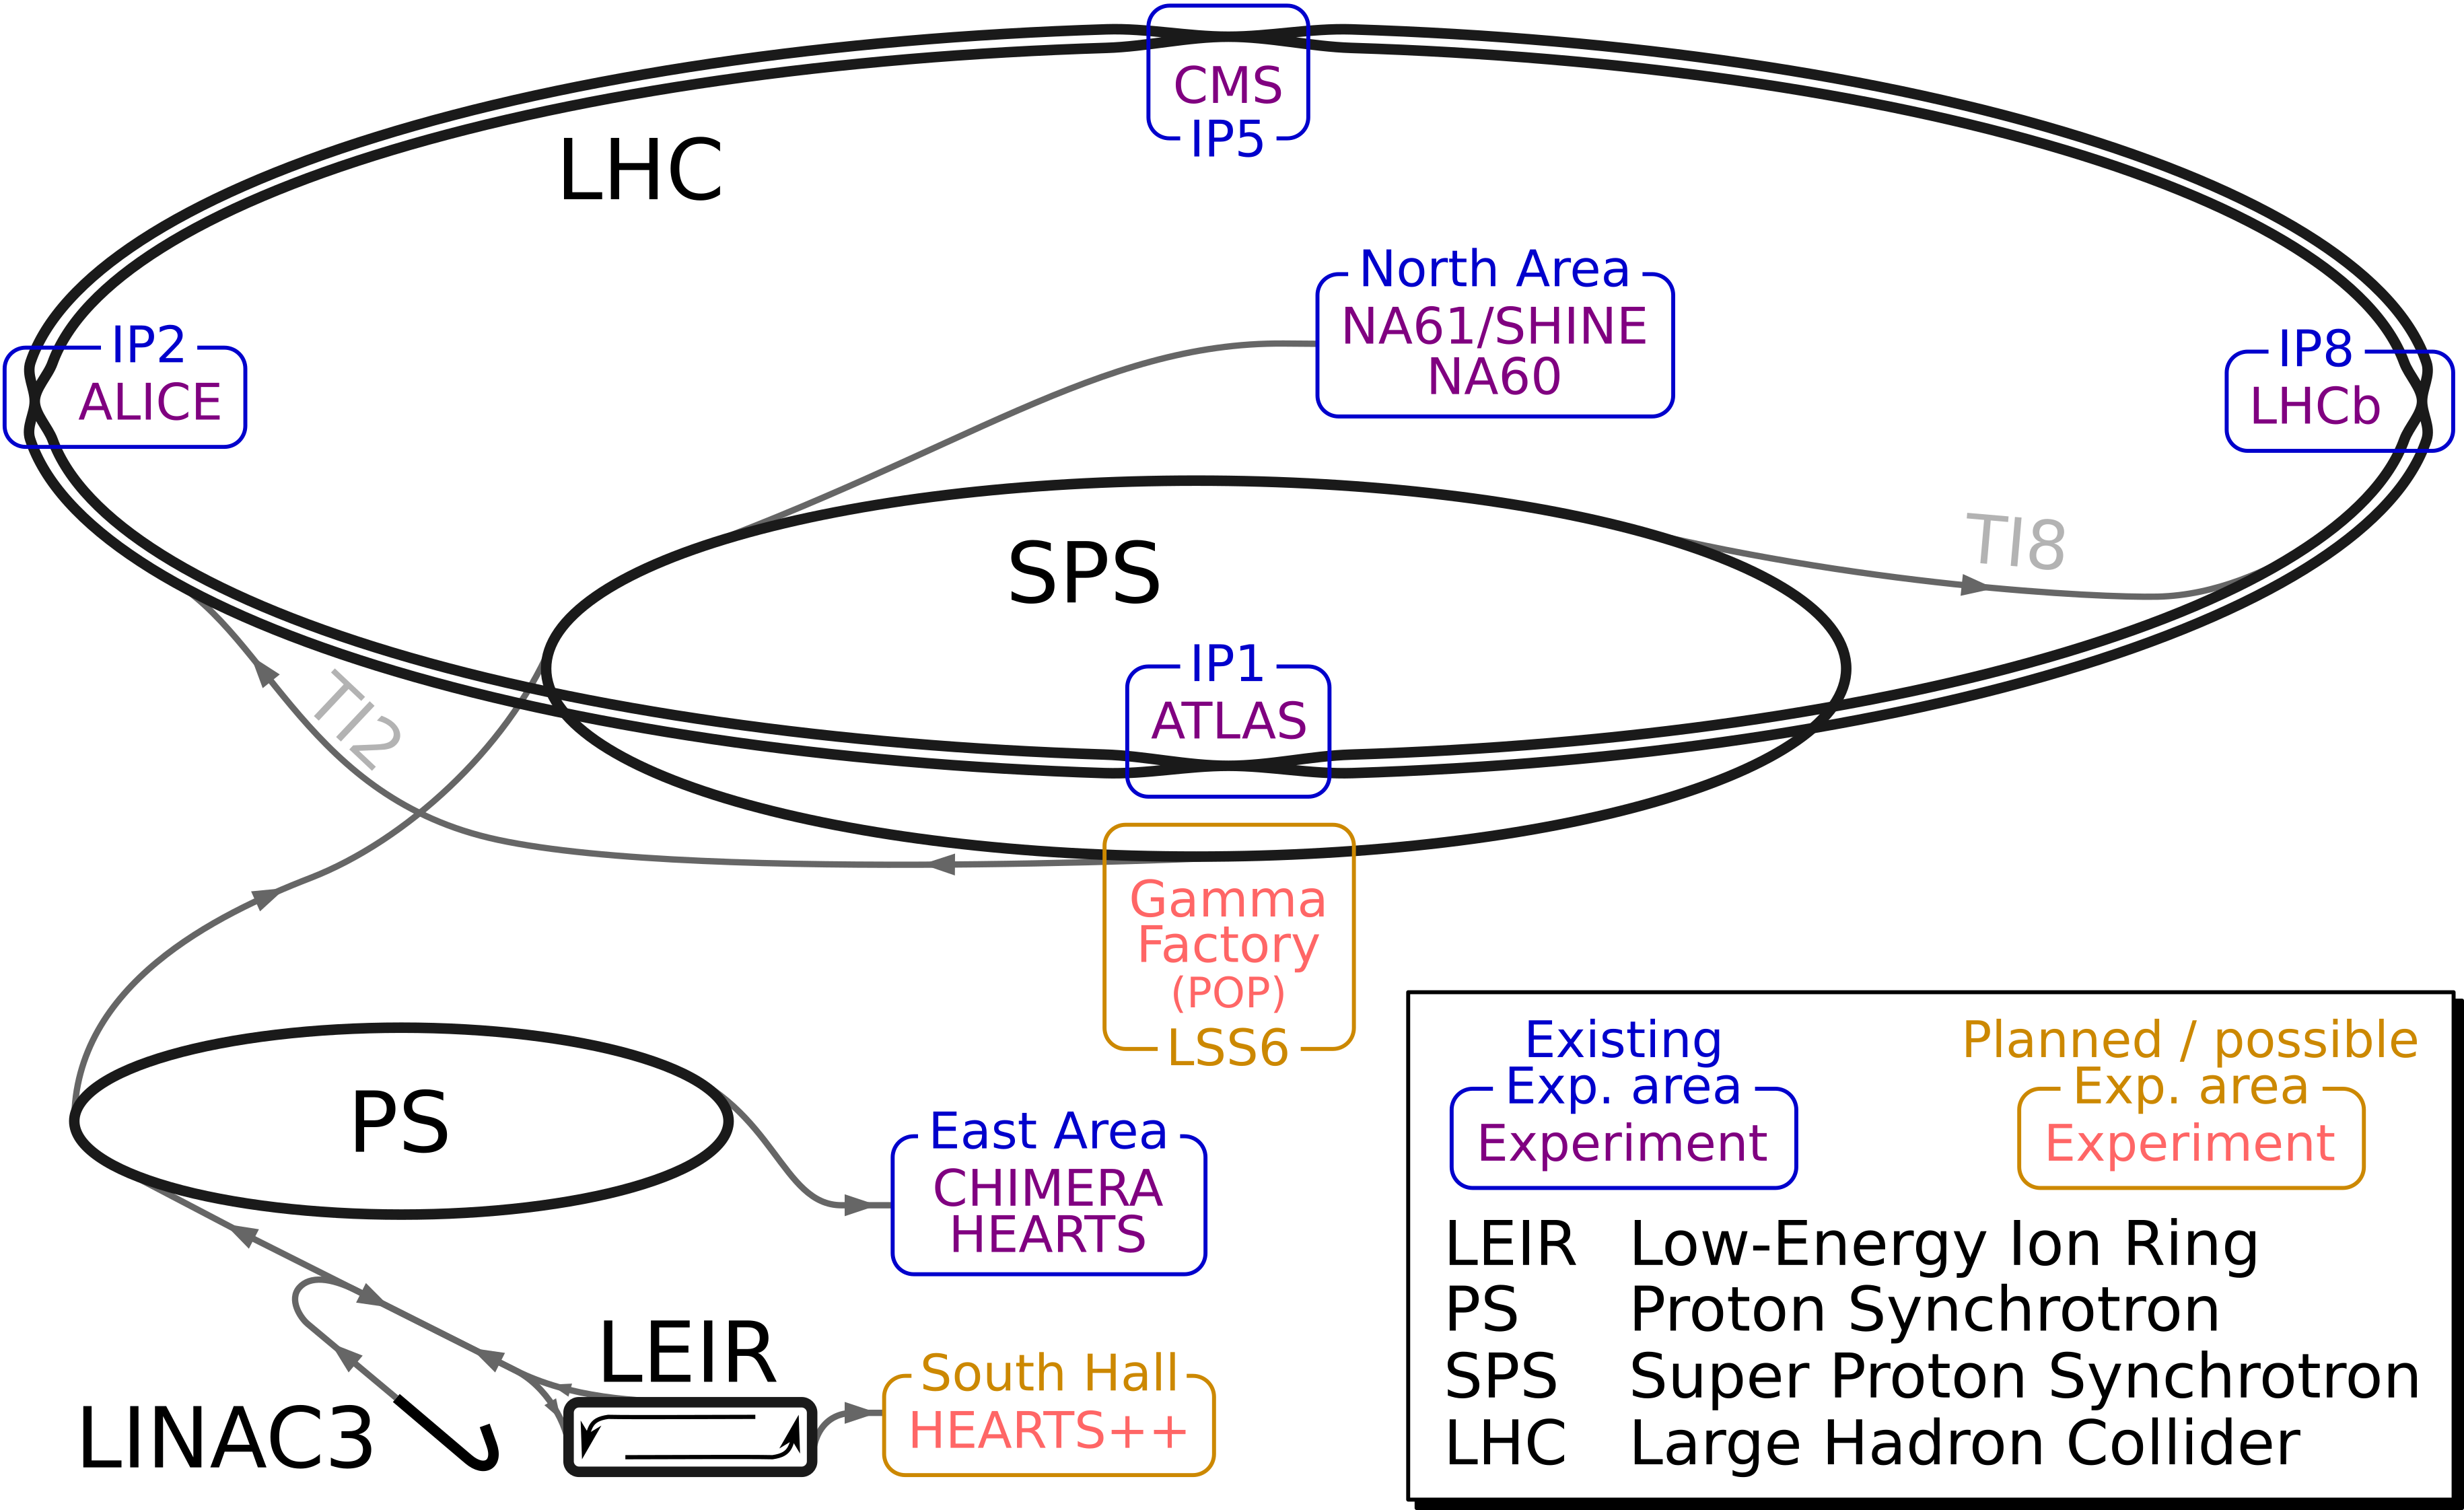 CMS
IP5
LHC
North Area
NA61/SHINE
NA60
IP2
ALICE
IP8
LHCb
SPS
TI8
IP1
ATLAS
TI2
Gamma
Factory
(POP)
LSS6
PS
East Area
CHIMERA
HEARTS
LEIR
South Hall
HEARTS++
LINAC3
Existing
Exp. area
Experiment
Planned / possible
Exp. area
Experiment
LEIR Low-Energy Ion Ring
PS Proton Synchrotron
SPS Super Proton Synchrotron
LHC Large Hadron Collider